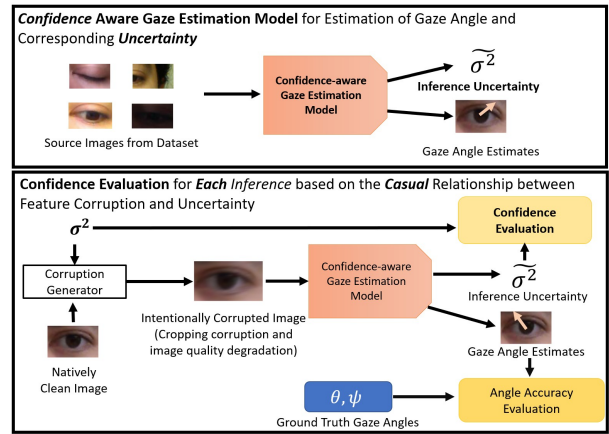 Confidence Aware Gaze Estimation Model for Estimation of Gaze Angle and
Corresponding Uncertainty
Source Images from Dataset
Confidence-aware
Gaze Estimation
Model
σ̃²
Inference Uncertainty
Gaze Angle Estimates
Confidence Evaluation for Each Inference based on the Casual Relationship between
Feature Corruption and Uncertainty
σ²
Confidence
Evaluation
Corruption
Generator
Natively
Clean Image
Intentionally Corrupted Image
(Cropping corruption and
image quality degradation)
Confidence-aware
Gaze Estimation
Model
σ̃²
Inference Uncertainty
Gaze Angle Estimates
θ, ψ
Ground Truth Gaze Angles
Angle Accuracy
Evaluation